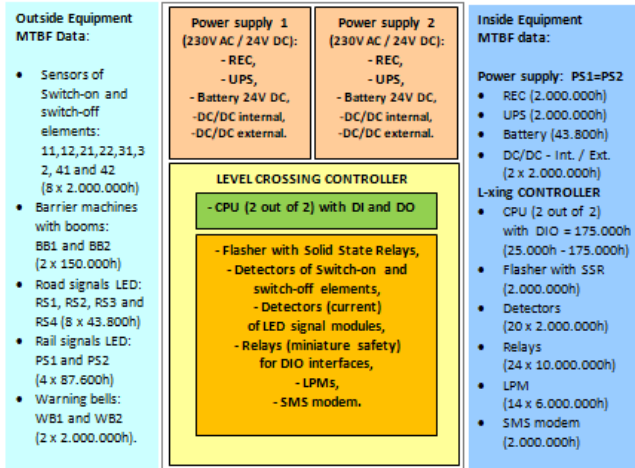 Outside Equipment
MTBF Data:
• Sensors of
Switch-on and
switch-off
elements:
11,12,21,22,31,3
2, 41 and 42
(8 x 2.000.000h)
• Barrier machines
with booms:
BB1 and BB2
(2 x 150.000h)
• Road signals LED:
RS1, RS2, RS3 and
RS4 (8 x 43.800h)
• Rail signals LED:
PS1 and PS2
(4 x 87.600h)
• Warning bells:
WB1 and WB2
(2 x 2.000.000h).
Power supply 1
(230V AC / 24V DC):
- REC,
- UPS,
- Battery 24V DC,
-DC/DC internal,
-DC/DC external.
Power supply 2
(230V AC / 24V DC):
- REC,
- UPS,
- Battery 24V DC,
-DC/DC internal,
-DC/DC external.
LEVEL CROSSING CONTROLLER
- CPU (2 out of 2) with DI and DO
- Flasher with Solid State Relays,
- Detectors of Switch-on and
switch-off elements,
- Detectors (current)
of LED signal modules,
- Relays (miniature safety)
for DIO interfaces,
- LPMs,
- SMS modem.
Inside Equipment
MTBF data:
Power supply: PS1=PS2
• REC (2.000.000h)
• UPS (2.000.000h)
• Battery (43.800h)
• DC/DC - Int. / Ext.
(2 x 2.000.000h)
L-xing CONTROLLER
• CPU (2 out of 2)
with DIO = 175.000h
(25.000h - 175.000h)
• Flasher with SSR
(2.000.000h)
• Detectors
(20 x 2.000.000h)
• Relays
(24 x 10.000.000h)
• LPM
(14 x 6.000.000h)
• SMS modem
(2.000.000h)